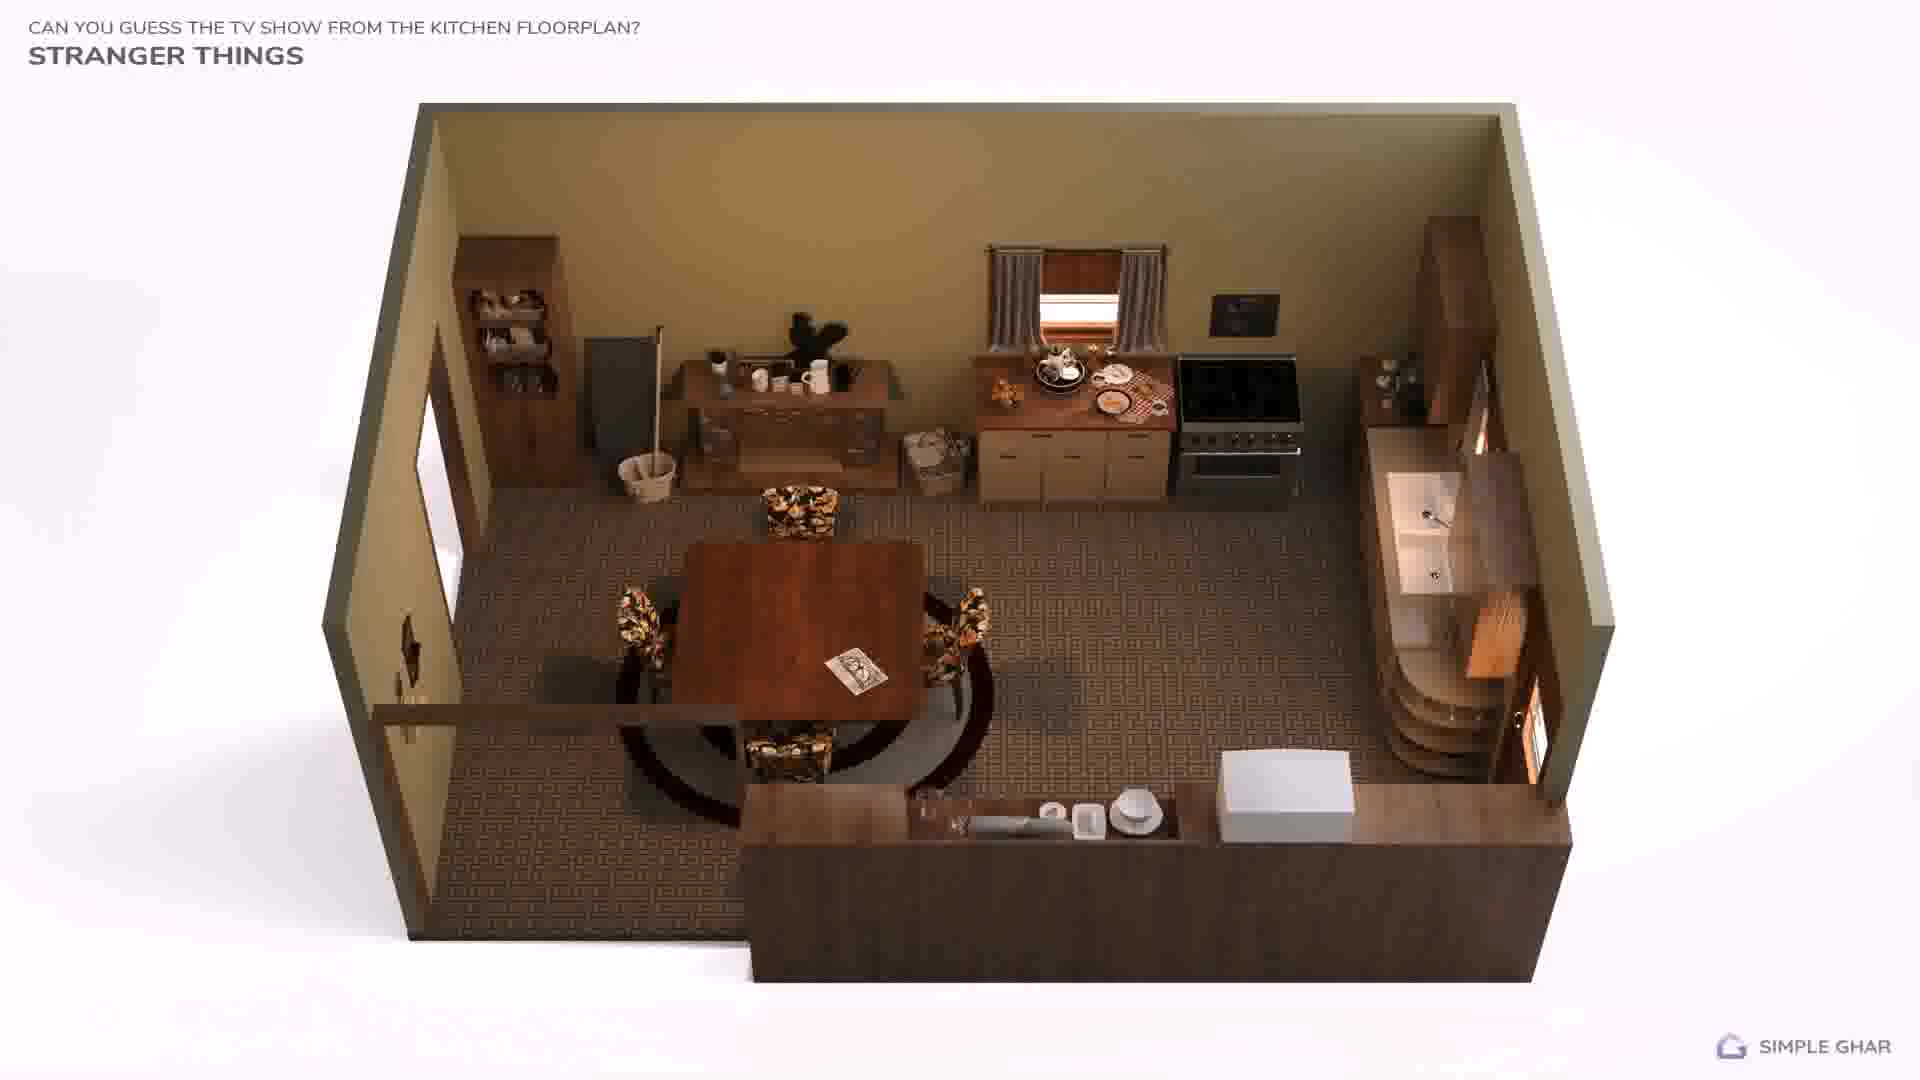 CAN YOU GUESS THE TV SHOW FROM THE KITCHEN FLOORPLAN?
STRANGER THINGS
SIMPLE GHAR